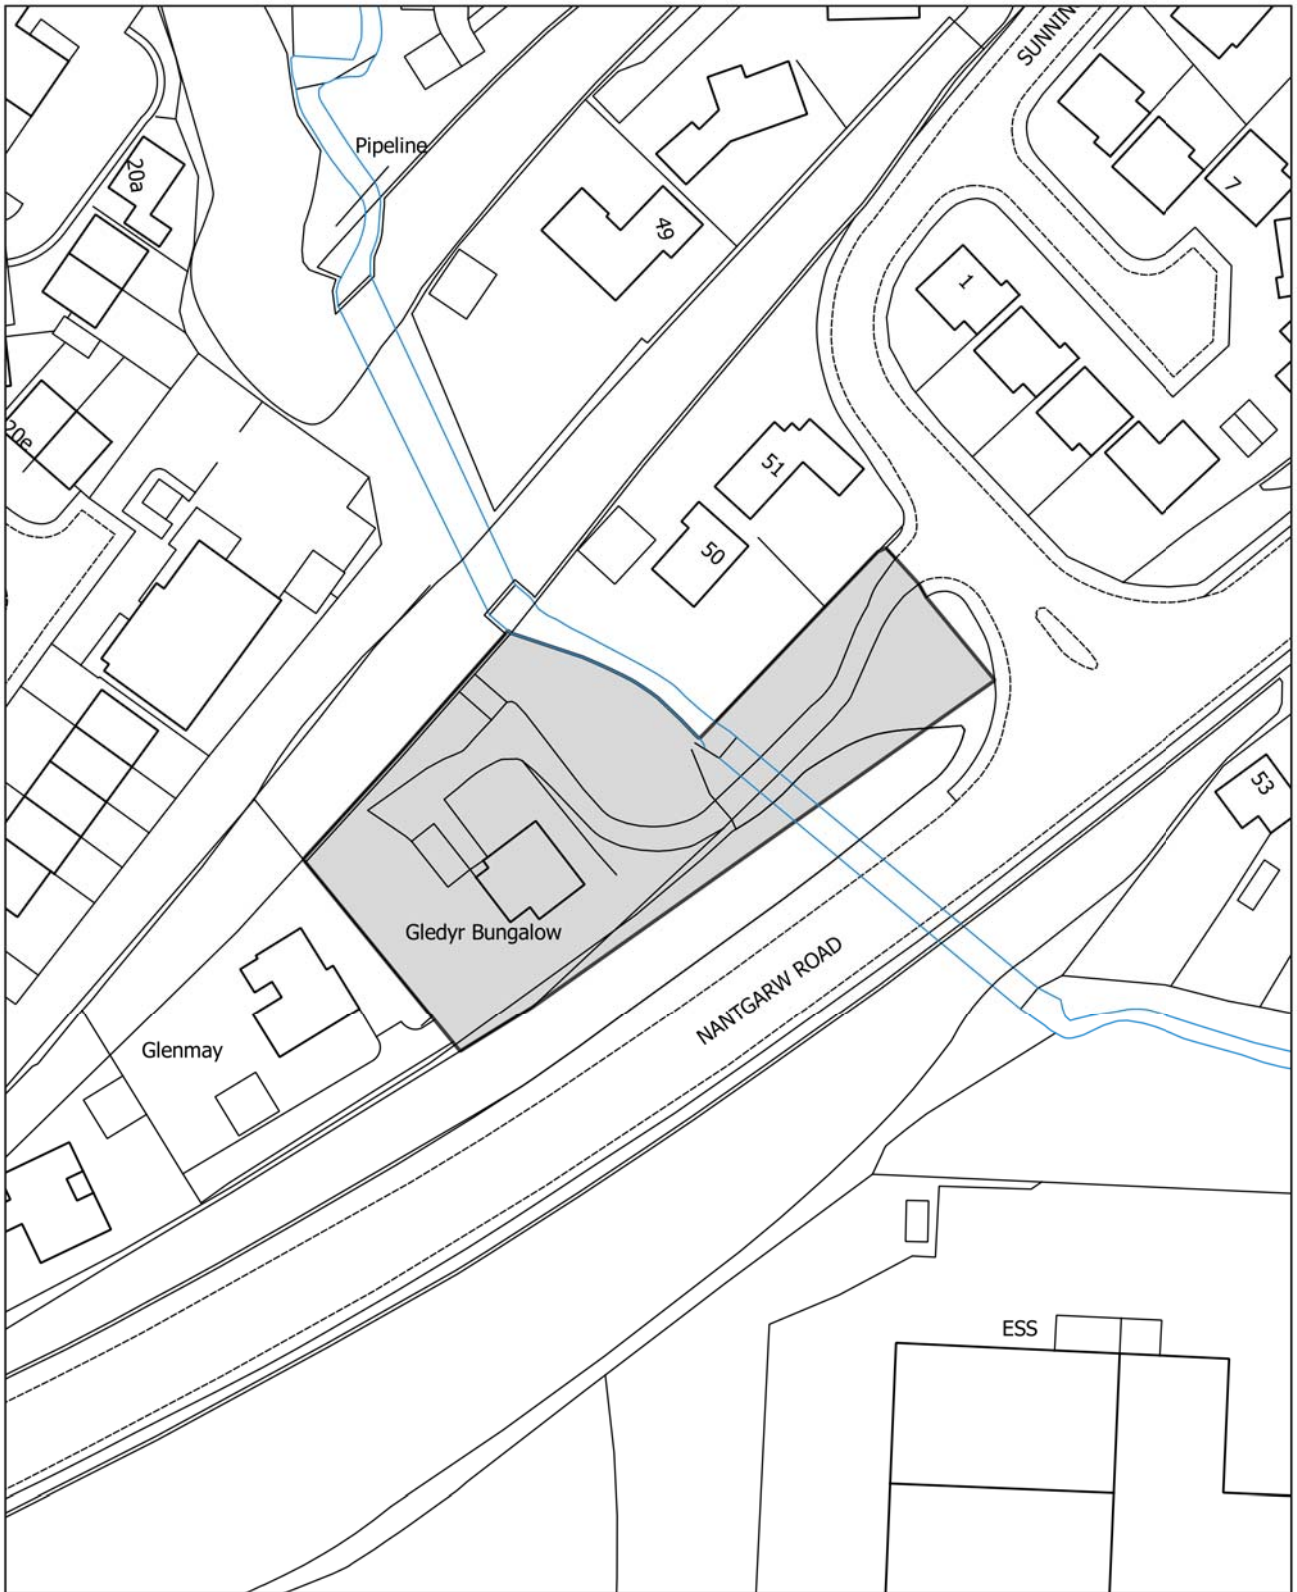 SUNNIN
Pipeline
20a
7
49
1
20e
51
50
53
Gledyr Bungalow
NANTGARW ROAD
Glenmay
ESS